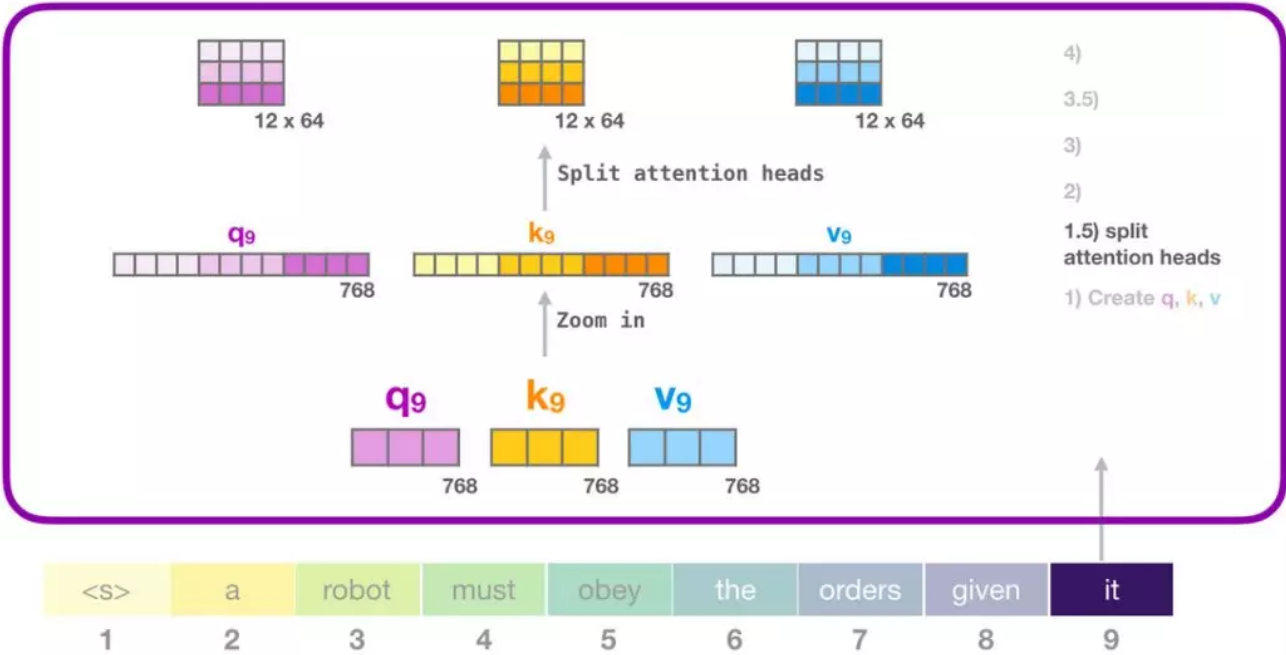 12 x 64
12 x 64
12 x 64
4)
3.5)
3)
2)
1.5) split
attention heads
1) Create q, k, v
Split attention heads
q9
k9
v9
768
768
768
Zoom in
q9
k9
v9
768
768
768
<s>
a
robot
must
obey
the
orders
given
it
1
2
3
4
5
6
7
8
9